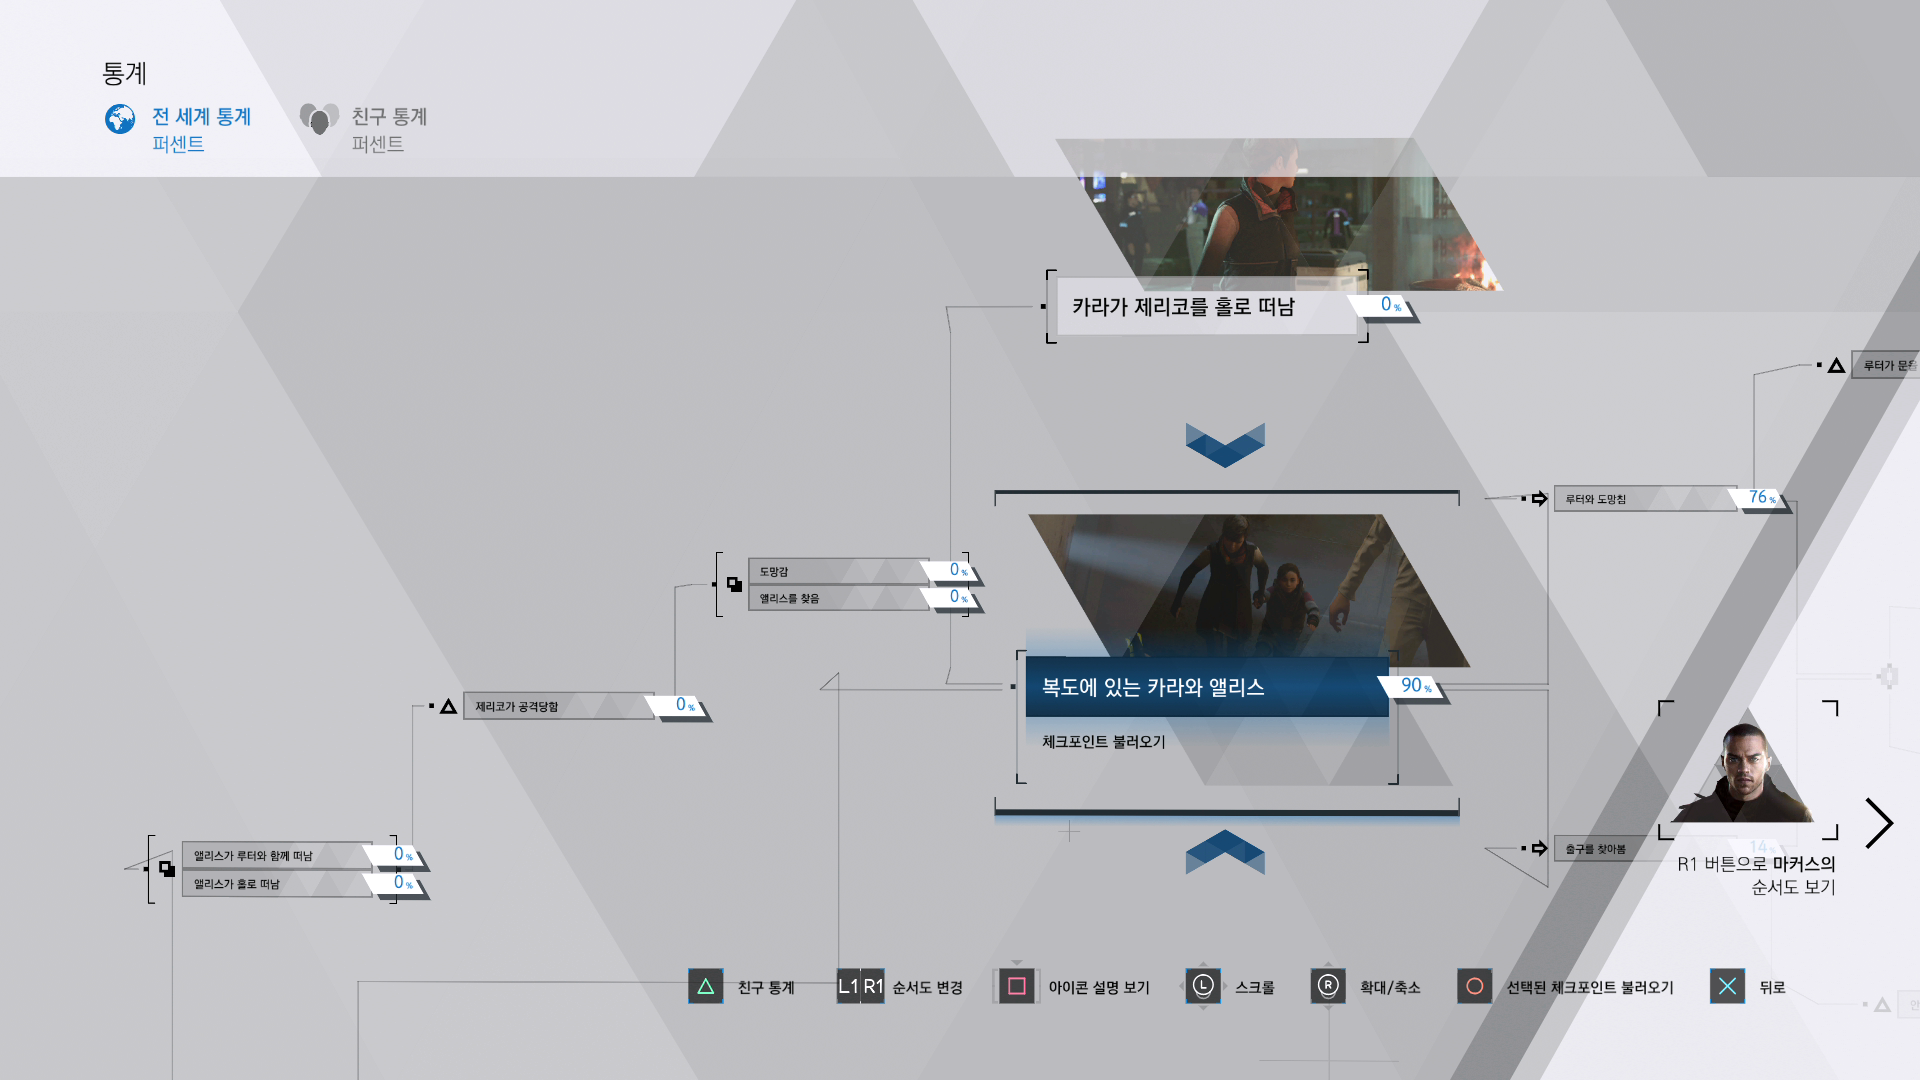 통계
전 세계 통계
퍼센트
친구 통계
퍼센트
카라가 제리코를 홀로 떠남
0%
루터가 문을
루터와 도망침
76%
도망감
0%
앨리스를 찾음
0%
복도에 있는 카라와 앨리스
90%
체크포인트 불러오기
제리코가 공격당함
0%
앨리스가 루터와 함께 떠남
0%
앨리스가 홀로 떠남
0%
출구를 찾아봄
14%
R1 버튼으로 마커스의
순서도 보기
친구 통계
L1 R1 순서도 변경
아이콘 설명 보기
L 스크롤
R 확대/축소
선택된 체크포인트 불러오기
뒤로